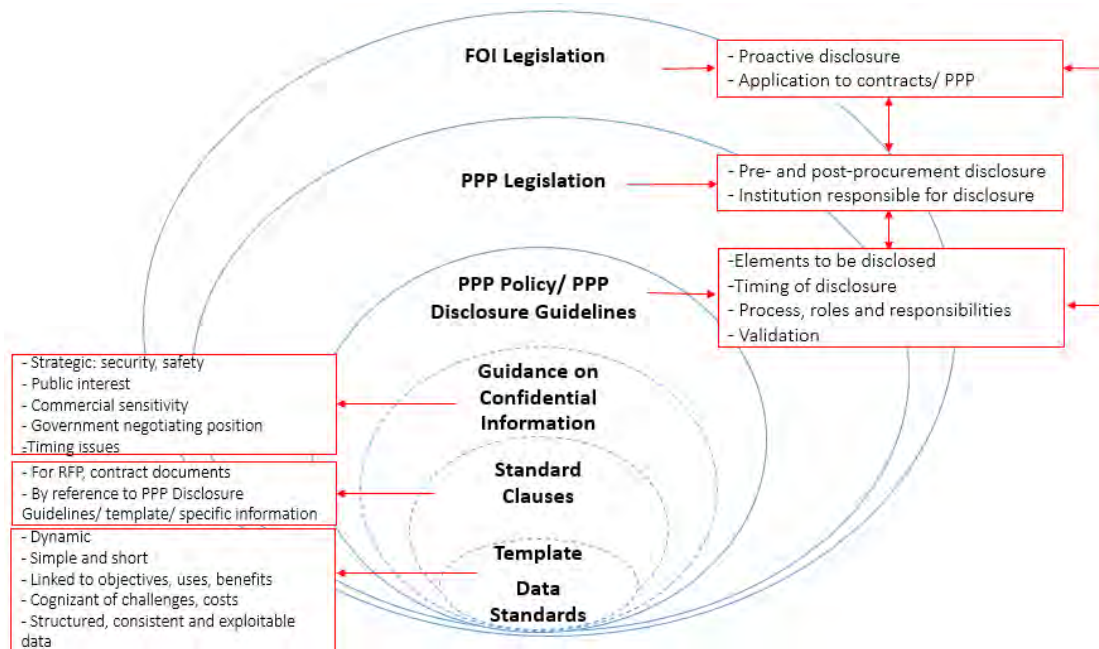 FOI Legislation
- Proactive disclosure
- Application to contracts/ PPP
PPP Legislation
- Pre- and post-procurement disclosure
- Institution responsible for disclosure
PPP Policy/ PPP
Disclosure Guidelines
-Elements to be disclosed
-Timing of disclosure
- Process, roles and responsibilities
- Validation
Guidance on
Confidential
Information
- Strategic: security, safety
- Public interest
- Commercial sensitivity
- Government negotiating position
-Timing issues
Standard
Clauses
- For RFP, contract documents
- By reference to PPP Disclosure
Guidelines/ template/ specific information
Template
Data
Standards
- Dynamic
- Simple and short
- Linked to objectives, uses, benefits
- Cognizant of challenges, costs
- Structured, consistent and exploitable
data